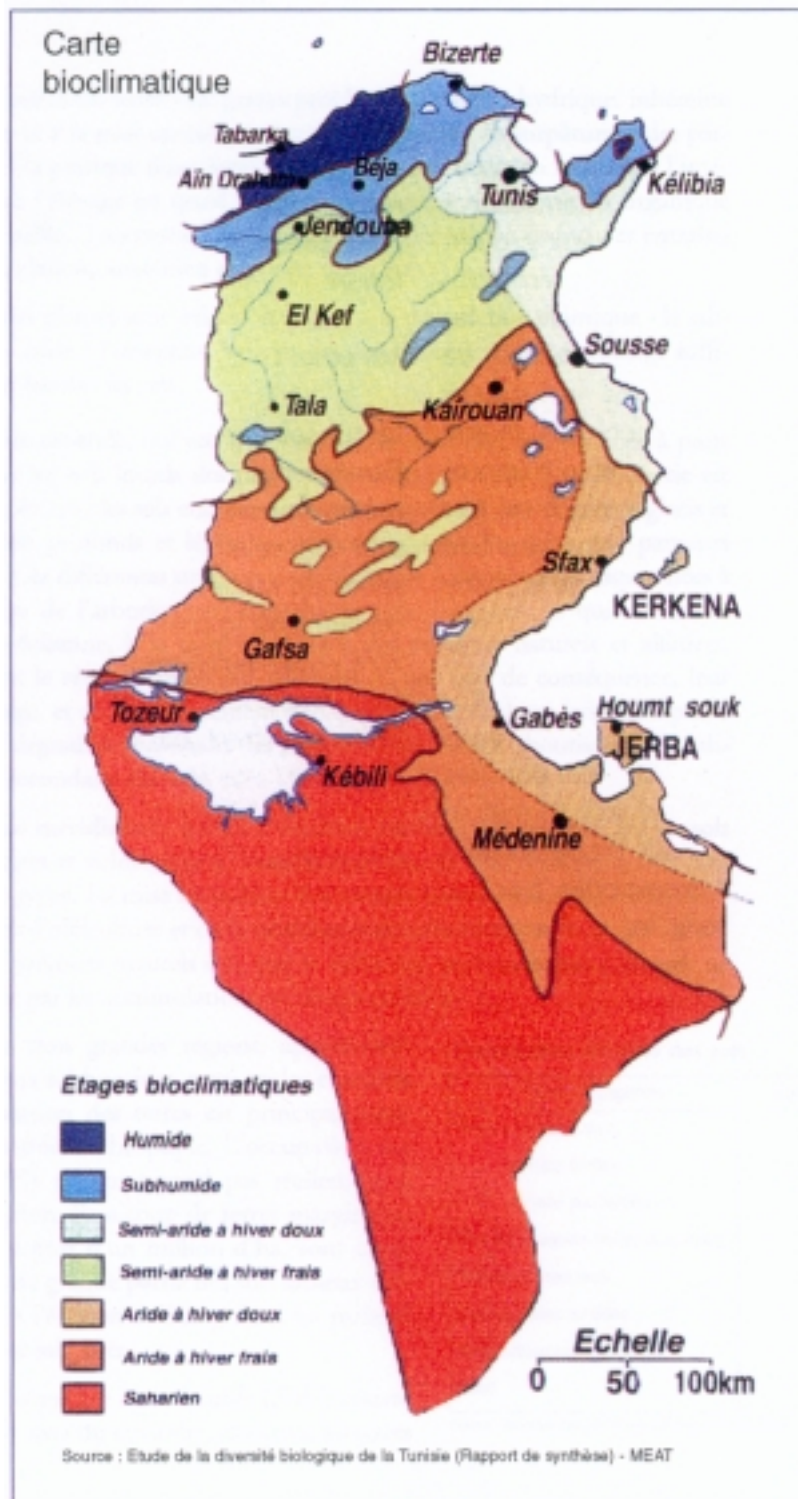 Carte
bioclimatique
Bizerte
Tabarka
Béja
Aïn Draham
Tunis
Kélibia
Jendouba
El Kef
Sousse
Tala
Kairouan
Sfax
KERKENA
Gafsa
Tozeur
Gabès
Houmt souk
JERBA
Kébili
Médenine
Etages bioclimatiques
Humide
Subhumide
Semi-aride à hiver doux
Semi-aride à hiver frais
Aride à hiver doux
Aride à hiver frais
Saharien
Echelle
0 50 100km
Source : Etude de la diversité biologique de la Tunisie (Rapport de synthèse) - MEAT